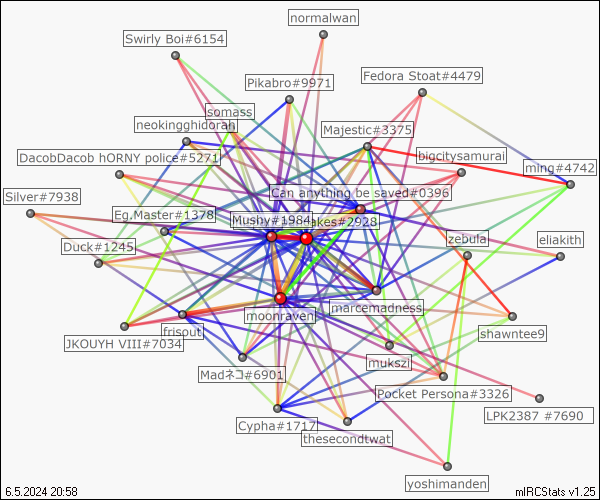 normalwan
Swirly Boi#6154
Pikabro#9971
Fedora Stoat#4479
somass
neokingghidorah
Majestic#3375
DacobDacob hORNY police#5271
bigcitysamurai
ming#4742
Silver#7938
Can anything be saved#0396
Eg.Master#1378
Mushy#1984
akes#2928
Duck#1245
zebula
eliakith
moonraven
marcemadness
frisput
JKOUYH VIII#7034
shawntee9
Madネコ#6901
mukszi
Pocket Persona#3326
LPK2387 #7690
Cypha#1717
thesecondtwat
yoshimanden
6.5.2024 20:58
mIRCStats v1.25